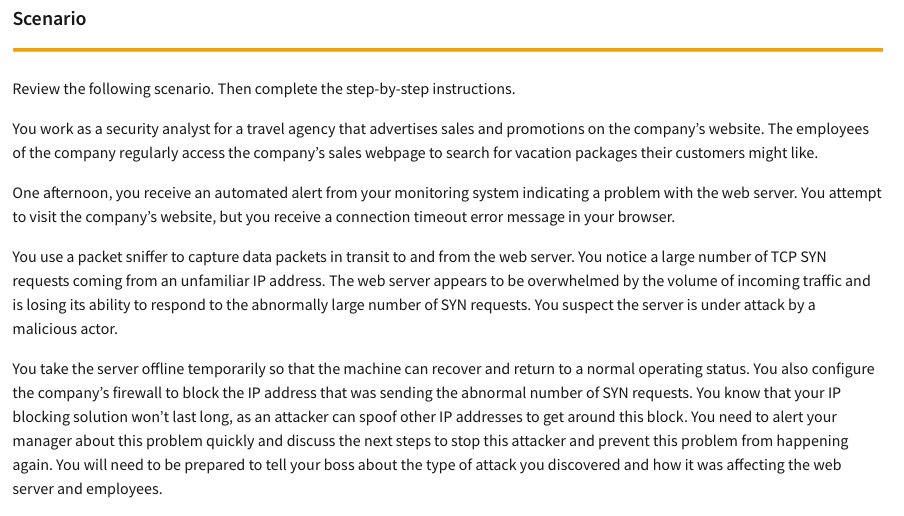 Scenario
Review the following scenario. Then complete the step-by-step instructions.
You work as a security analyst for a travel agency that advertises sales and promotions on the company’s website. The employees
of the company regularly access the company’s sales webpage to search for vacation packages their customers might like.
One afternoon, you receive an automated alert from your monitoring system indicating a problem with the web server. You attempt
to visit the company’s website, but you receive a connection timeout error message in your browser.
You use a packet sniffer to capture data packets in transit to and from the web server. You notice a large number of TCP SYN
requests coming from an unfamiliar IP address. The web server appears to be overwhelmed by the volume of incoming traffic and
is losing its ability to respond to the abnormally large number of SYN requests. You suspect the server is under attack by a
malicious actor.
You take the server offline temporarily so that the machine can recover and return to a normal operating status. You also configure
the company’s firewall to block the IP address that was sending the abnormal number of SYN requests. You know that your IP
blocking solution won’t last long, as an attacker can spoof other IP addresses to get around this block. You need to alert your
manager about this problem quickly and discuss the next steps to stop this attacker and prevent this problem from happening
again. You will need to be prepared to tell your boss about the type of attack you discovered and how it was affecting the web
server and employees.